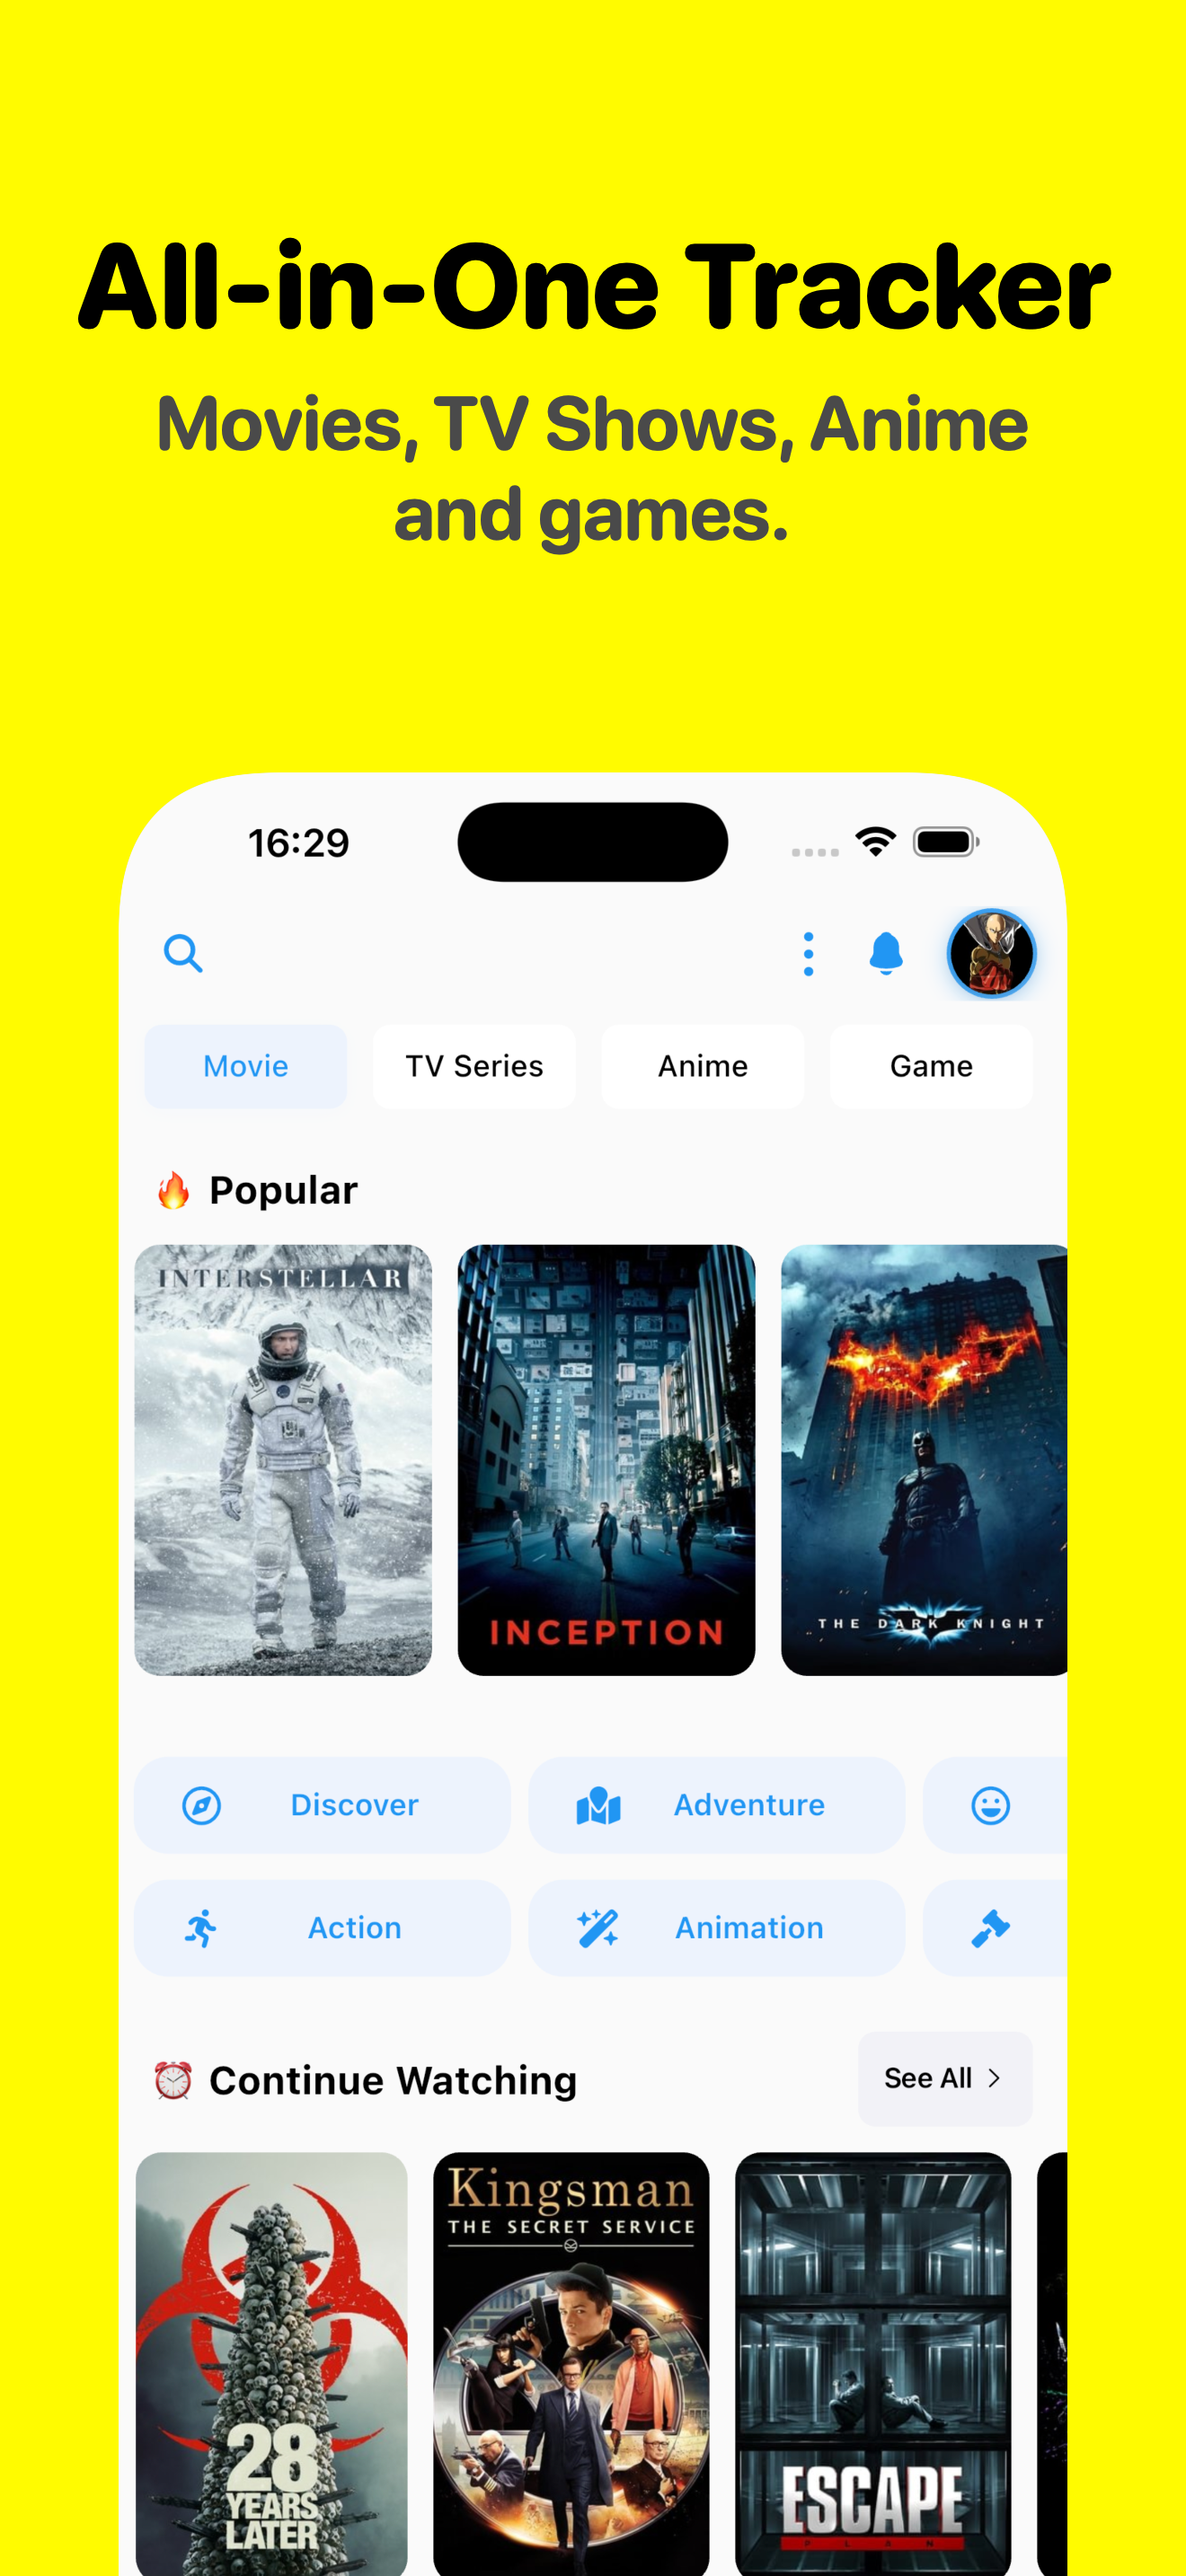 All-in-One Tracker
Movies, TV Shows, Anime
and games.
16:29
Movie
TV Series
Anime
Game
🔥 Popular
INTERSTELLAR
INCEPTION
THE DARK KNIGHT
Discover
Adventure
Action
Animation
⏰ Continue Watching
See All
Kingsman
THE SECRET SERVICE
28
YEARS
LATER
ESCAPE
PLAN